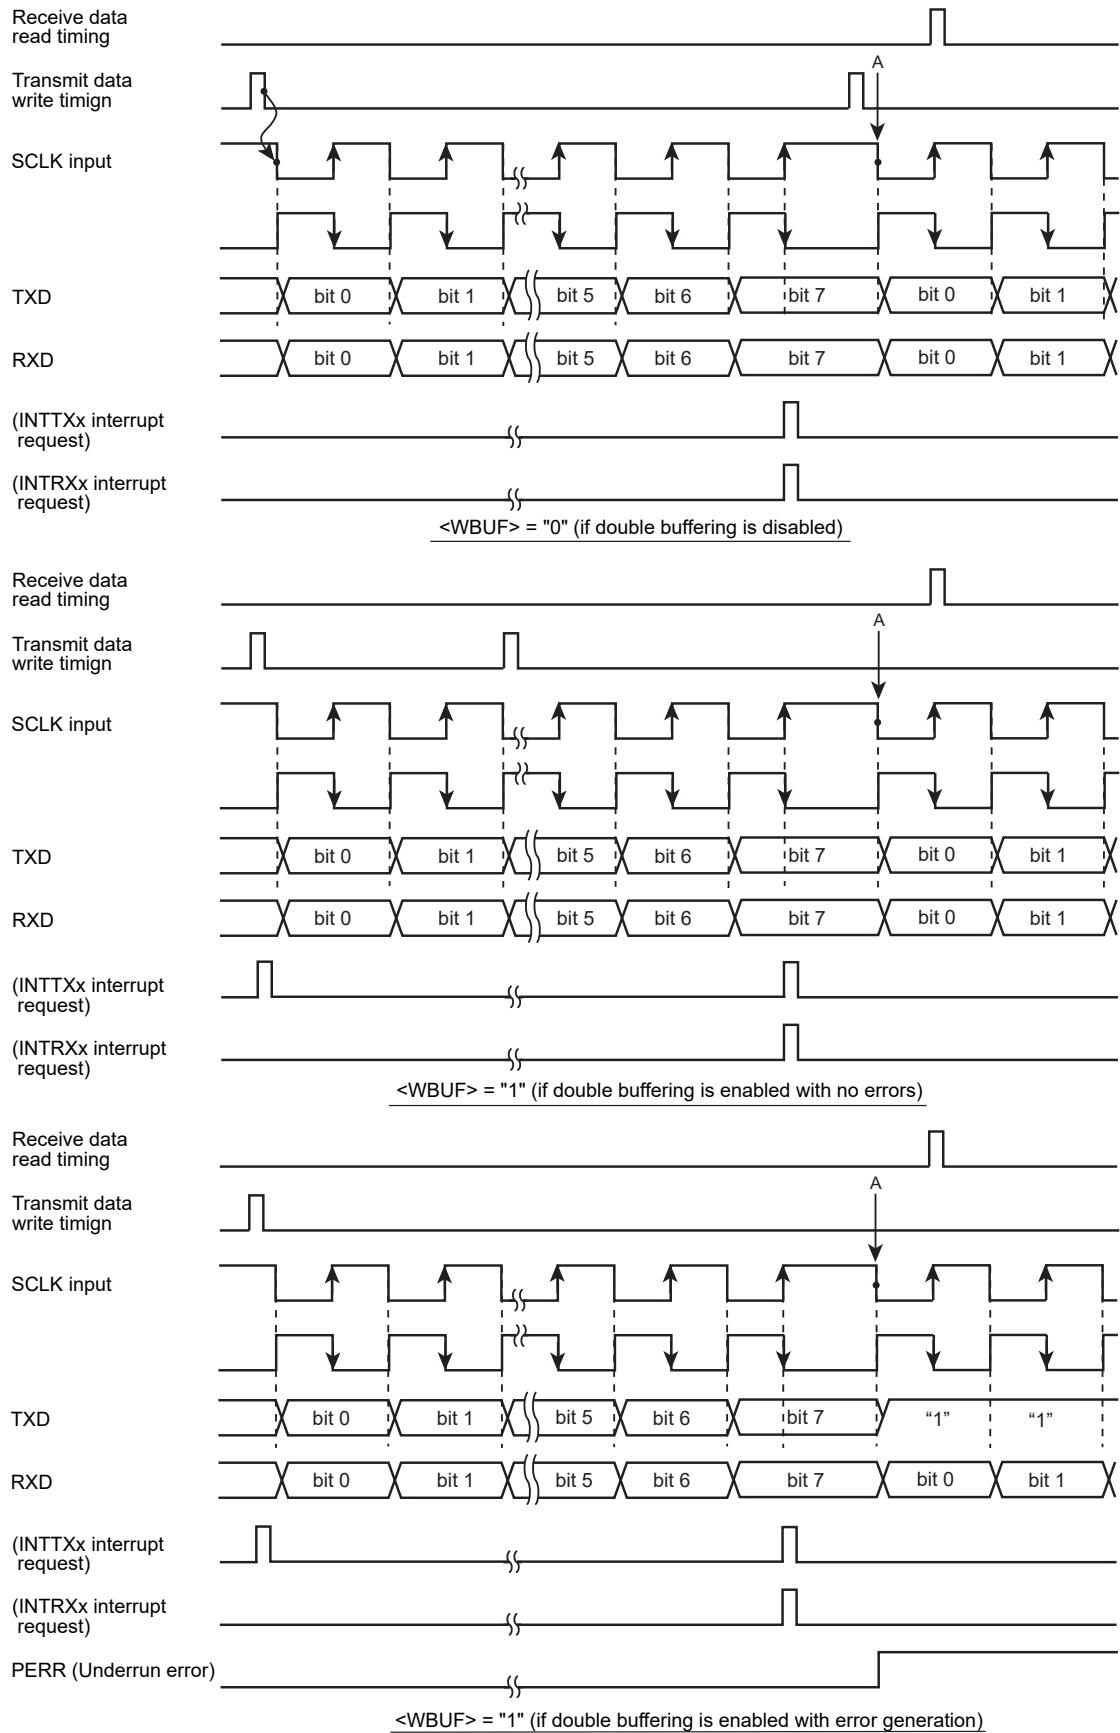 Receive data
read timing
Transmit data
write timign
A
SCLK input
TXD
bit 0 bit 1 bit 5 bit 6 bit 7 bit 0 bit 1
RXD
bit 0 bit 1 bit 5 bit 6 bit 7 bit 0 bit 1
(INTTXx interrupt
request)
(INTRXx interrupt
request)
<WBUF> = "0" (if double buffering is disabled)
Receive data
read timing
Transmit data
write timign
A
SCLK input
TXD
bit 0 bit 1 bit 5 bit 6 bit 7 bit 0 bit 1
RXD
bit 0 bit 1 bit 5 bit 6 bit 7 bit 0 bit 1
(INTTXx interrupt
request)
(INTRXx interrupt
request)
<WBUF> = "1" (if double buffering is enabled with no errors)
Receive data
read timing
Transmit data
write timign
A
SCLK input
TXD
bit 0 bit 1 bit 5 bit 6 bit 7 “1” “1”
RXD
bit 0 bit 1 bit 5 bit 6 bit 7 bit 0 bit 1
(INTTXx interrupt
request)
(INTRXx interrupt
request)
PERR (Underrun error)
<WBUF> = "1" (if double buffering is enabled with error generation)